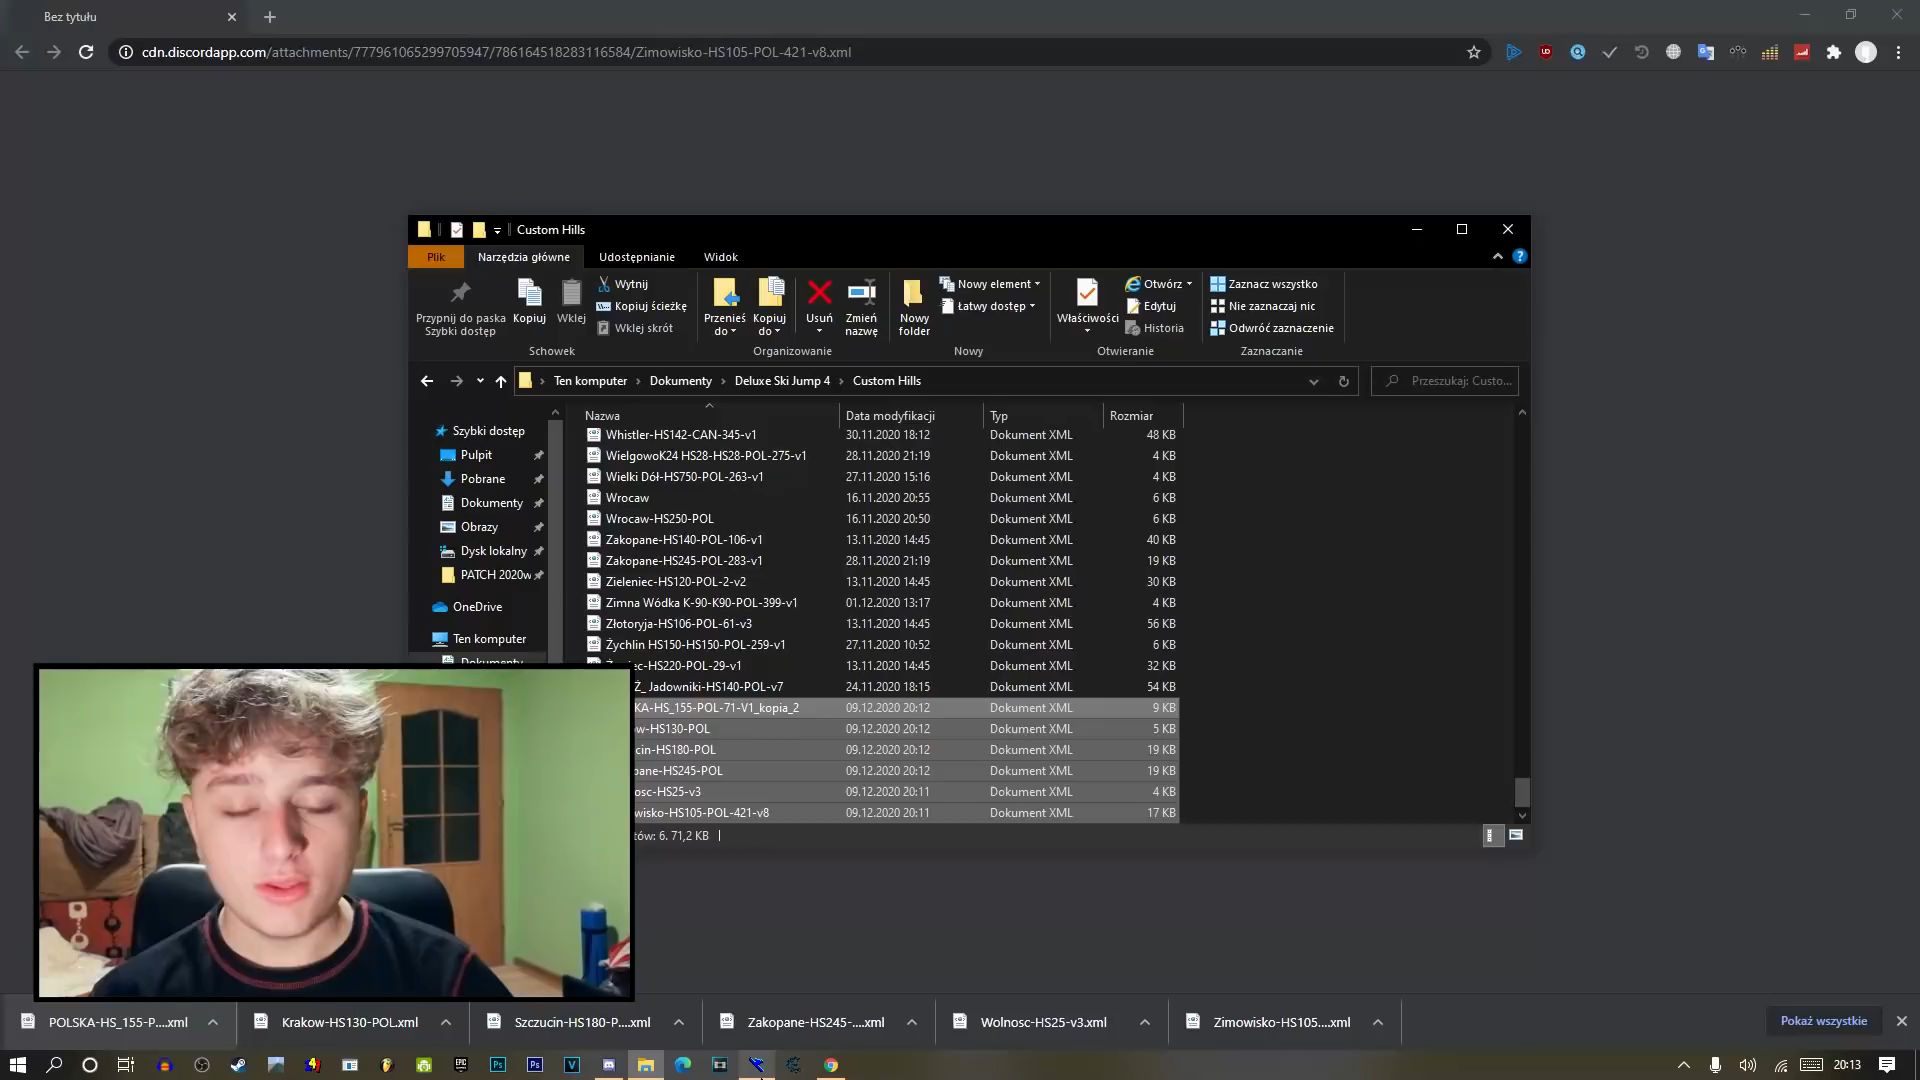 Bez tytułu
cdn.discordapp.com/attachments/777961065299705947/786164518283116584/Zimowisko-HS105-POL-421-v8.xml
Custom Hills
Plik
Narzędzia główne
Udostępnianie
Widok
Przypnij do paska
Szybki dostęp
Kopiuj
Wklej
Wytnij
Kopiuj ścieżkę
Wklej skrót
Schowek
Przenieś
do
Kopiuj
do
Usuń
Zmień
nazwę
Organizowanie
Nowy
folder
Nowy element
Łatwy dostęp
Nowy
Właściwości
Otwórz
Edytuj
Historia
Otwieranie
Zaznacz wszystko
Nie zaznaczaj nic
Odwróć zaznaczenie
Zaznaczanie
Ten komputer
Dokumenty
Deluxe Ski Jump 4
Custom Hills
Przeszukaj: Custo...
Szybki dostęp
Pulpit
Pobrane
Dokumenty
Obrazy
Dysk lokalny
PATCH 2020w
OneDrive
Ten komputer
Dokumenty
Nazwa Data modyfikacji Typ Rozmiar
Whistler-HS142-CAN-345-v1 30.11.2020 18:12 Dokument XML 48 KB
WielgowoK24 HS28-HS28-POL-275-v1 28.11.2020 21:19 Dokument XML 4 KB
Wielki Dół-HS750-POL-263-v1 27.11.2020 15:16 Dokument XML 4 KB
Wrocaw 16.11.2020 20:55 Dokument XML 6 KB
Wrocaw-HS250-POL 16.11.2020 20:50 Dokument XML 6 KB
Zakopane-HS140-POL-106-v1 13.11.2020 14:45 Dokument XML 40 KB
Zakopane-HS245-POL-283-v1 28.11.2020 21:19 Dokument XML 19 KB
Zieleniec-HS120-POL-2-v2 13.11.2020 14:45 Dokument XML 30 KB
Zimna Wódka K-90-K90-POL-399-v1 01.12.2020 13:17 Dokument XML 4 KB
Złotoryja-HS106-POL-61-v3 13.11.2020 14:45 Dokument XML 56 KB
Żychlin HS150-HS150-POL-259-v1 27.11.2020 10:52 Dokument XML 6 KB
ec-HS220-POL-29-v1 13.11.2020 14:45 Dokument XML 32 KB
Ż_ Jadowniki-HS140-POL-v7 24.11.2020 18:15 Dokument XML 54 KB
KA-HS_155-POL-71-V1_kopia_2 09.12.2020 20:12 Dokument XML 9 KB
ow-HS130-POL 09.12.2020 20:12 Dokument XML 5 KB
cin-HS180-POL 09.12.2020 20:12 Dokument XML 19 KB
pane-HS245-POL 09.12.2020 20:12 Dokument XML 19 KB
osc-HS25-v3 09.12.2020 20:11 Dokument XML 4 KB
wisko-HS105-POL-421-v8 09.12.2020 20:11 Dokument XML 17 KB
tów: 6. 71,2 KB
POLSKA-HS_155-P....xml
Krakow-HS130-POL.xml
Szczucin-HS180-P....xml
Zakopane-HS245-....xml
Wolnosc-HS25-v3.xml
Zimowisko-HS105....xml
Pokaż wszystkie
20:13